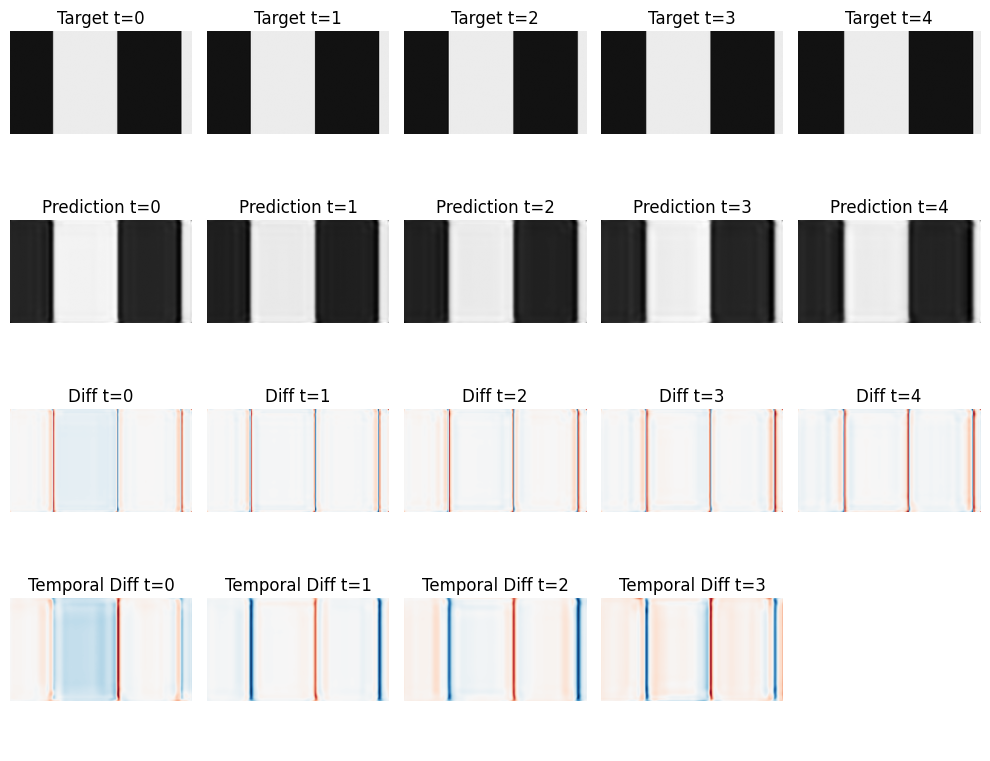 Target t=0 Target t=1 Target t=2 Target t=3 Target t=4
Prediction t=0 Prediction t=1 Prediction t=2 Prediction t=3 Prediction t=4
Diff t=0 Diff t=1 Diff t=2 Diff t=3 Diff t=4
Temporal Diff t=0 Temporal Diff t=1 Temporal Diff t=2 Temporal Diff t=3